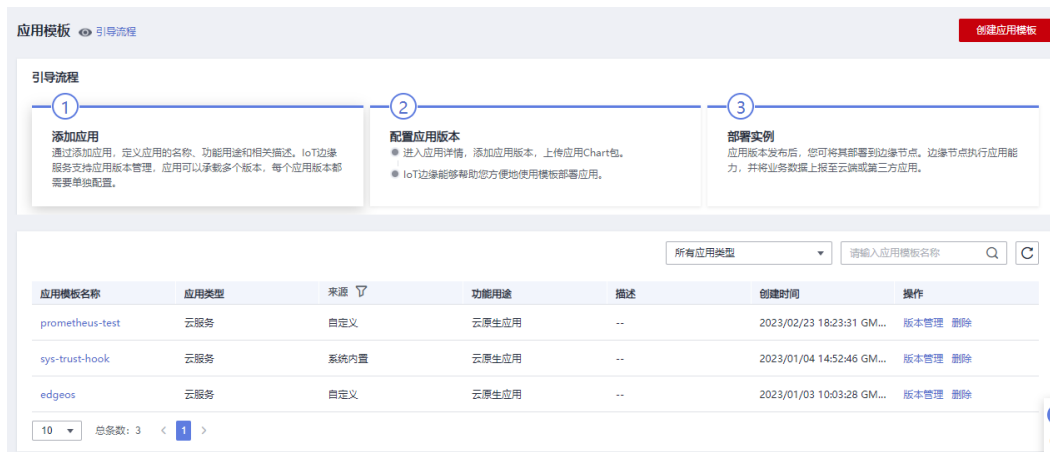 应用模板 引导流程 创建应用模板
引导流程
1 2 3
添加应用
通过添加应用，定义应用的名称、功能用途和相关描述。IoT边缘
服务支持应用版本管理，应用可以承载多个版本，每个应用版本都
需要单独配置。
配置应用版本
进入应用详情，添加应用版本，上传应用Chart包。
IoT边缘能够帮助您方便地使用模板部署应用。
部署实例
应用版本发布后，您可将其部署到边缘节点。边缘节点执行应用能
力，并将业务数据上报至云端或第三方应用。
所有应用类型 请输入应用模板名称
应用模板名称 应用类型 来源 功能用途 描述 创建时间 操作
prometheus-test 云服务 自定义 云原生应用 -- 2023/02/23 18:23:31 GM... 版本管理 删除
sys-trust-hook 云服务 系统内置 云原生应用 -- 2023/01/04 14:52:46 GM... 版本管理 删除
edgeos 云服务 自定义 云原生应用 -- 2023/01/03 10:03:28 GM... 版本管理 删除
10 总条数：3 < 1 >